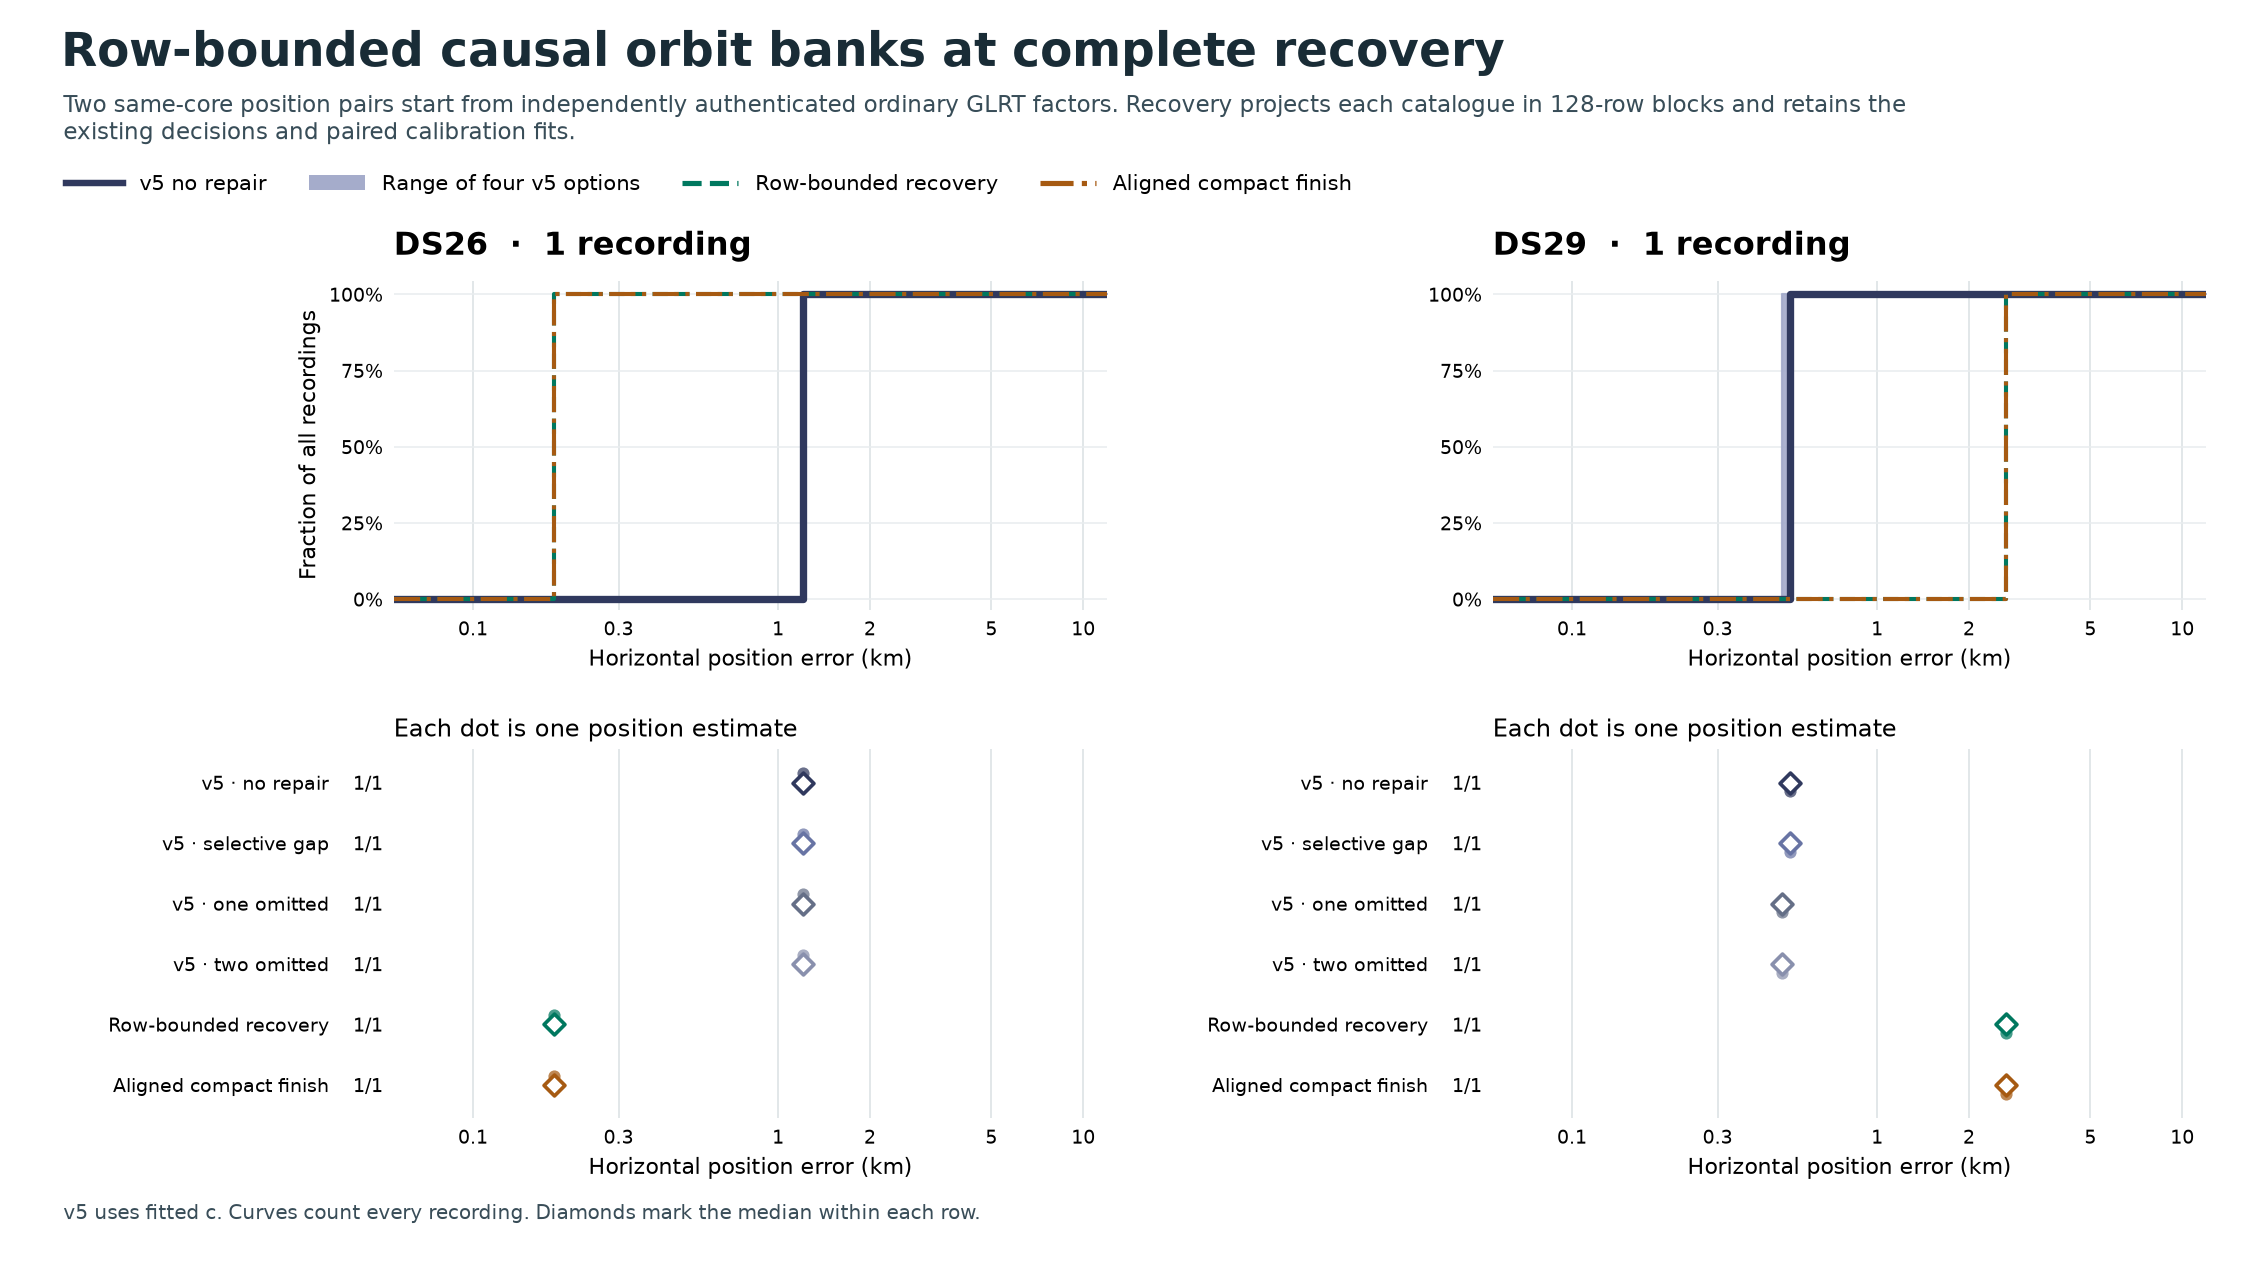 Row-bounded causal orbit banks at complete recovery
Two same-core position pairs start from independently authenticated ordinary GLRT factors. Recovery projects each catalogue in 128-row blocks and retains the
existing decisions and paired calibration fits.
v5 no repair
Range of four v5 options
Row-bounded recovery
Aligned compact finish
DS26 · 1 recording
Fraction of all recordings
100%
75%
50%
25%
0%
0.1 0.3 1 2 5 10
Horizontal position error (km)
DS29 · 1 recording
100%
75%
50%
25%
0%
0.1 0.3 1 2 5 10
Horizontal position error (km)
Each dot is one position estimate
v5 · no repair 1/1
v5 · selective gap 1/1
v5 · one omitted 1/1
v5 · two omitted 1/1
Row-bounded recovery 1/1
Aligned compact finish 1/1
0.1 0.3 1 2 5 10
Horizontal position error (km)
Each dot is one position estimate
v5 · no repair 1/1
v5 · selective gap 1/1
v5 · one omitted 1/1
v5 · two omitted 1/1
Row-bounded recovery 1/1
Aligned compact finish 1/1
0.1 0.3 1 2 5 10
Horizontal position error (km)
v5 uses fitted c. Curves count every recording. Diamonds mark the median within each row.